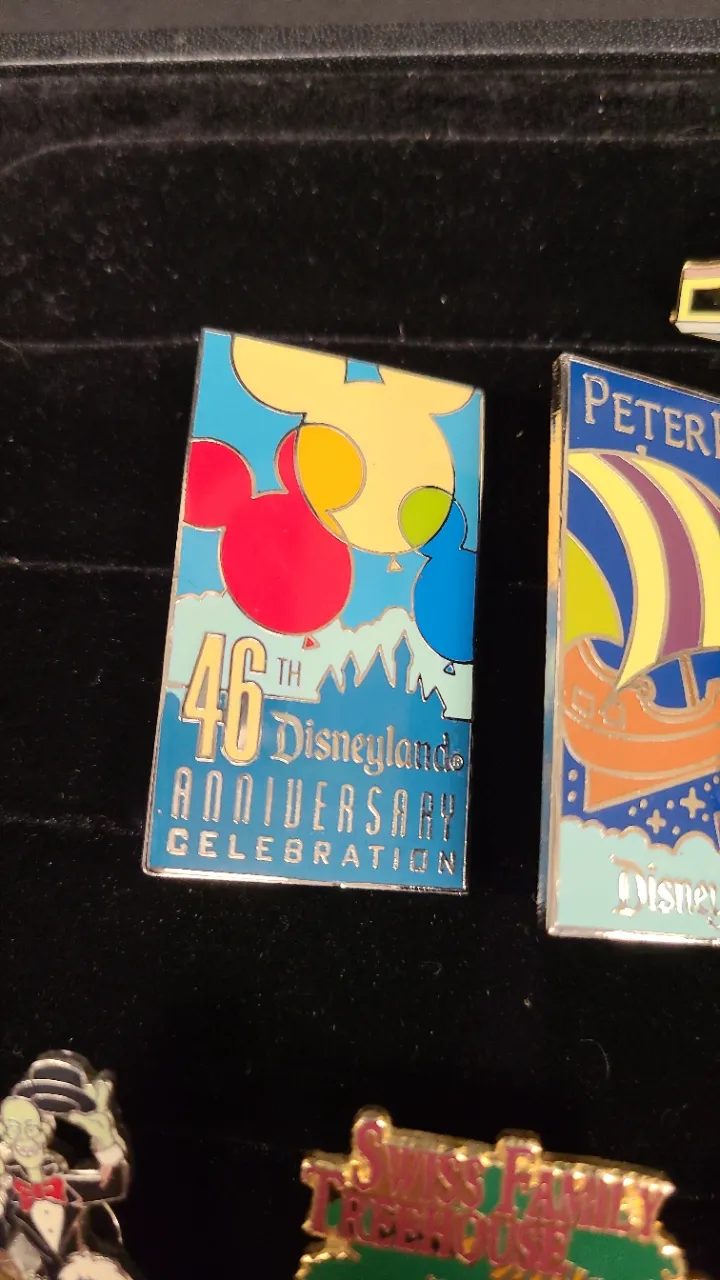 46TH
Disneyland®
ANNIVERSARY
CELEBRATION
PETER
Disney
SWISS FAMILY
TREEHOUSE